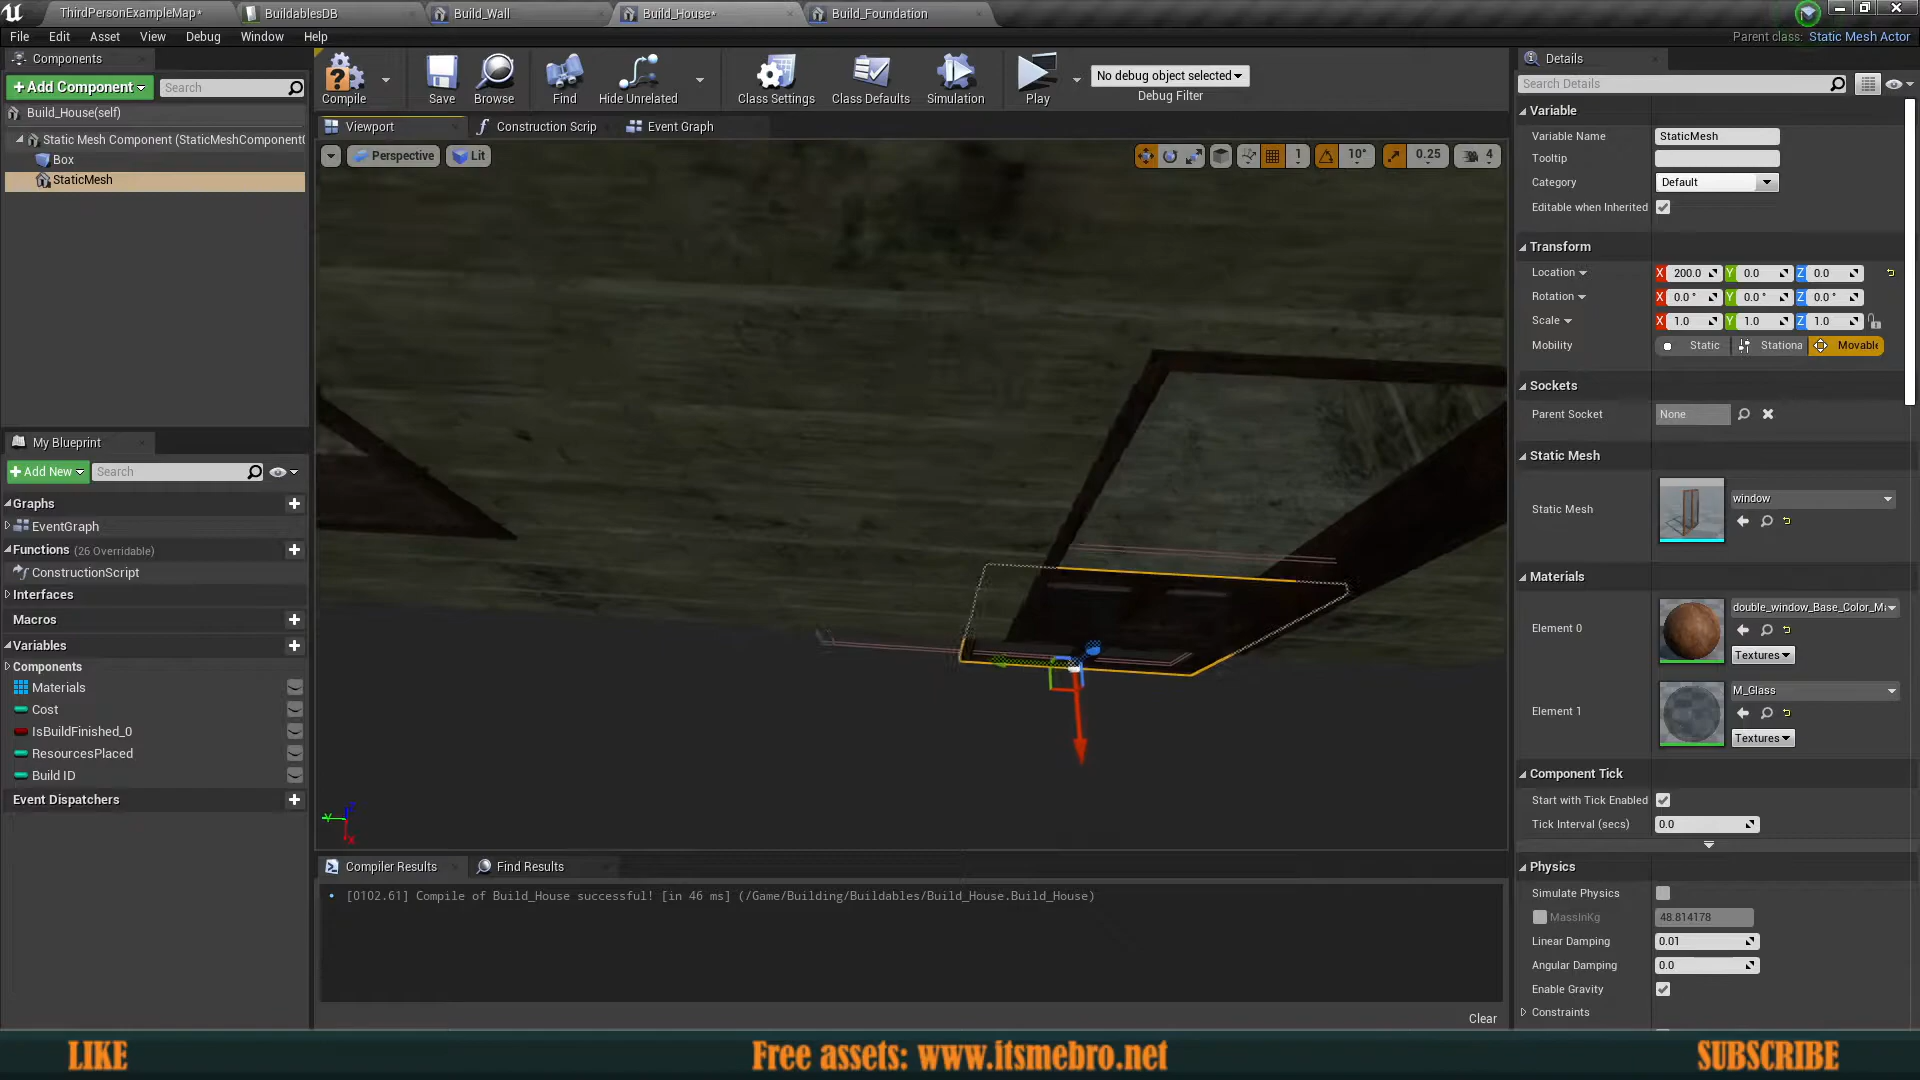 ThirdPersonExampleMap*
BuildablesDB
Build_Wall
Build_House*
Build_Foundation
File
Edit
Asset
View
Debug
Window
Help
Parent class: Static Mesh Actor
Components
+Add Component
Search
Build_House(self)
Static Mesh Component (StaticMeshComponent(
Box
StaticMesh
Compile
Save
Browse
Find
Hide Unrelated
Class Settings
Class Defaults
Simulation
Play
No debug object selected
Debug Filter
Viewport
Construction Scrip
Event Graph
Perspective
Lit
1
10°
0.25
4
My Blueprint
+Add New
Search
Graphs
EventGraph
Functions (26 Overridable)
ConstructionScript
Interfaces
Macros
Variables
Components
Materials
Cost
IsBuildFinished_0
ResourcesPlaced
Build ID
Event Dispatchers
Y
Z
X
Compiler Results
Find Results
[0102.61] Compile of Build_House successful! [in 46 ms] (/Game/Building/Buildables/Build_House.Build_House)
Clear
Details
Search Details
Variable
Variable Name
StaticMesh
Tooltip
Category
Default
Editable when Inherited
Transform
Location X 200.0 Y 0.0 Z 0.0
Rotation X 0.0 ° Y 0.0 ° Z 0.0 °
Scale X 1.0 Y 1.0 Z 1.0
Mobility Static Stationa Movable
Sockets
Parent Socket None
Static Mesh
Static Mesh
window
Materials
Element 0
double_window_Base_Color_Ma
Textures
Element 1
M_Glass
Textures
Component Tick
Start with Tick Enabled
Tick Interval (secs) 0.0
Physics
Simulate Physics
MassInKg 48.814178
Linear Damping 0.01
Angular Damping 0.0
Enable Gravity
Constraints
LIKE
Free assets: www.itsmebro.net
SUBSCRIBE